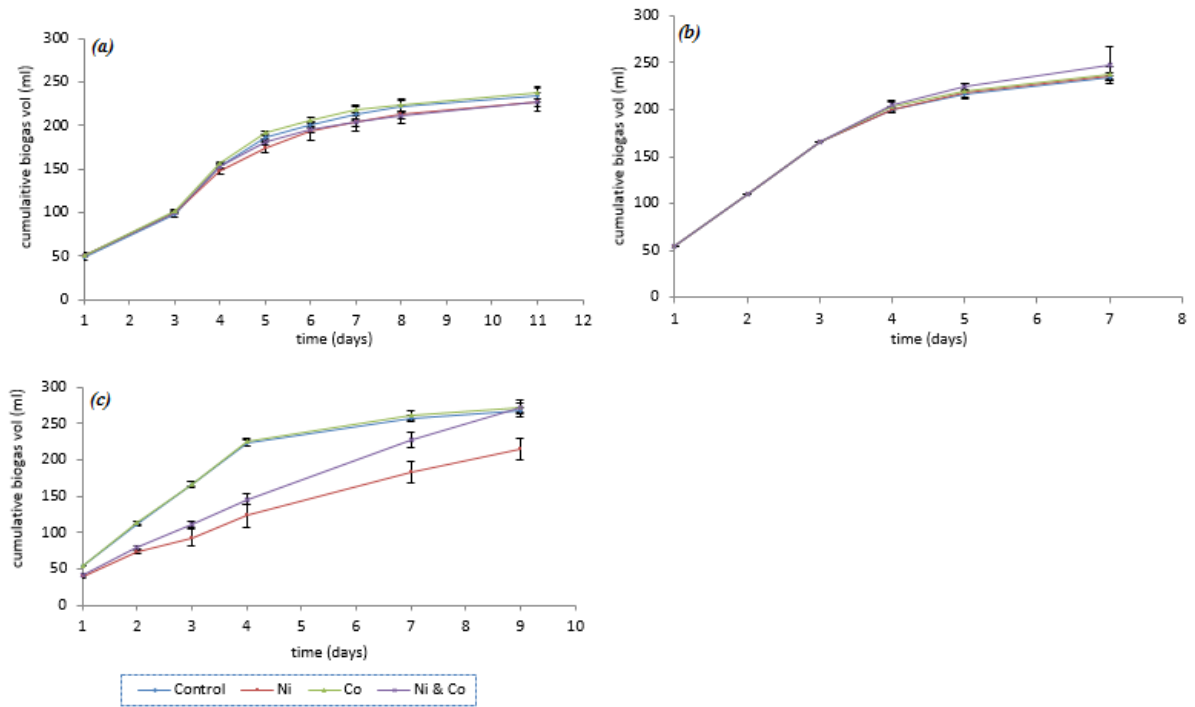 (a)
cumulaitive biogas vol (ml)
300
250
200
150
100
50
0
1 2 3 4 5 6 7 8 9 10 11 12
time (days)
(b)
cumulative biogas vol (ml)
300
250
200
150
100
50
0
1 2 3 4 5 6 7 8
time (days)
(c)
cumulative biogas vol (ml)
300
250
200
150
100
50
0
1 2 3 4 5 6 7 8 9 10
time (days)
Control Ni Co Ni & Co